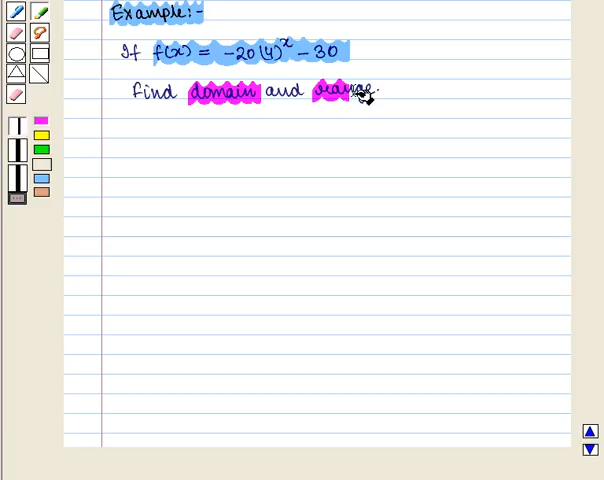 Example:-
If f(x) = -20(4)^x - 30
Find domain and range.